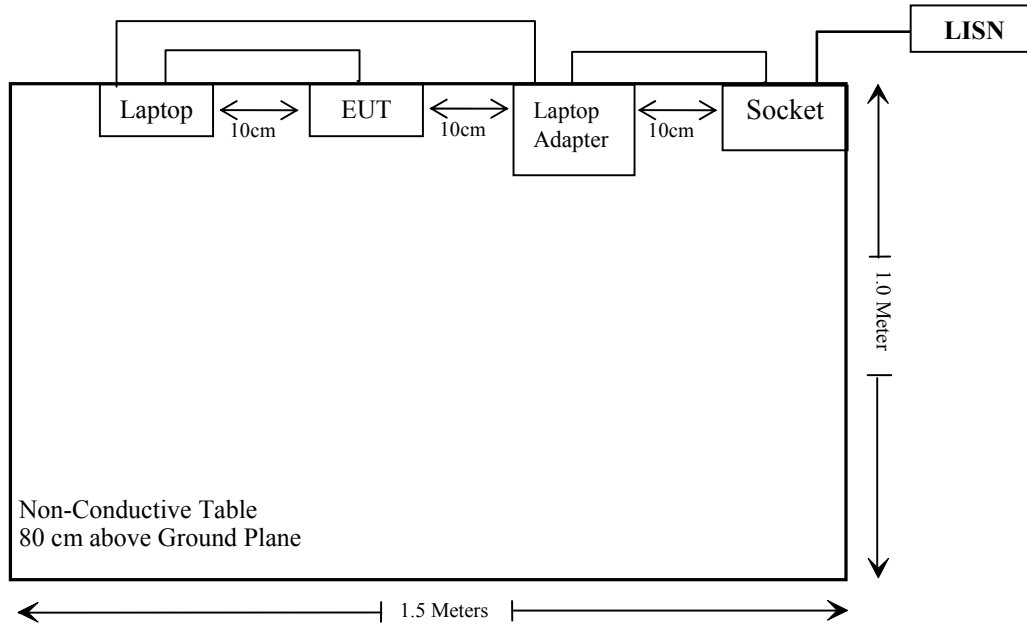 LISN
Laptop
EUT
Laptop
Adapter
Socket
10cm
10cm
10cm
1.0 Meter
Non-Conductive Table
80 cm above Ground Plane
1.5 Meters